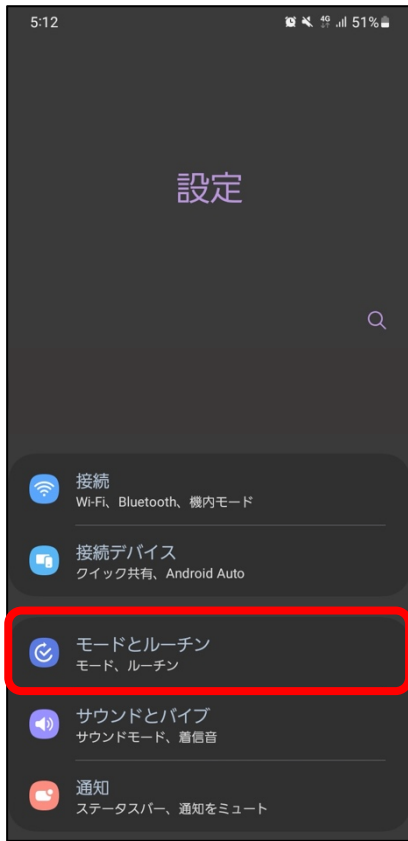 5:12 4G 51%
設定
接続
Wi-Fi、Bluetooth、機内モード
接続デバイス
クイック共有、Android Auto
モードとルーチン
モード、ルーチン
サウンドとバイブ
サウンドモード、着信音
通知
ステータスバー、通知をミュート